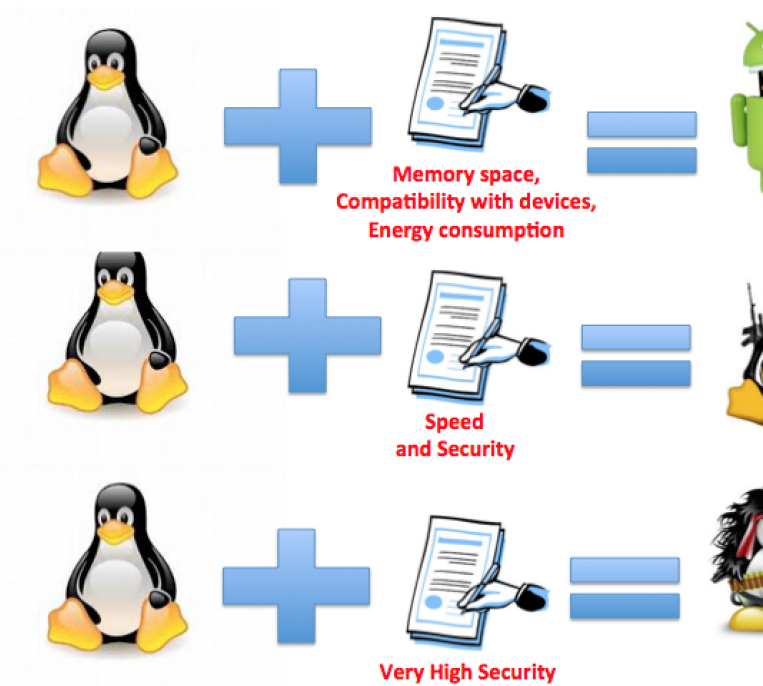 Memory space,
Compatibility with devices,
Energy consumption
Speed
and Security
Very High Security